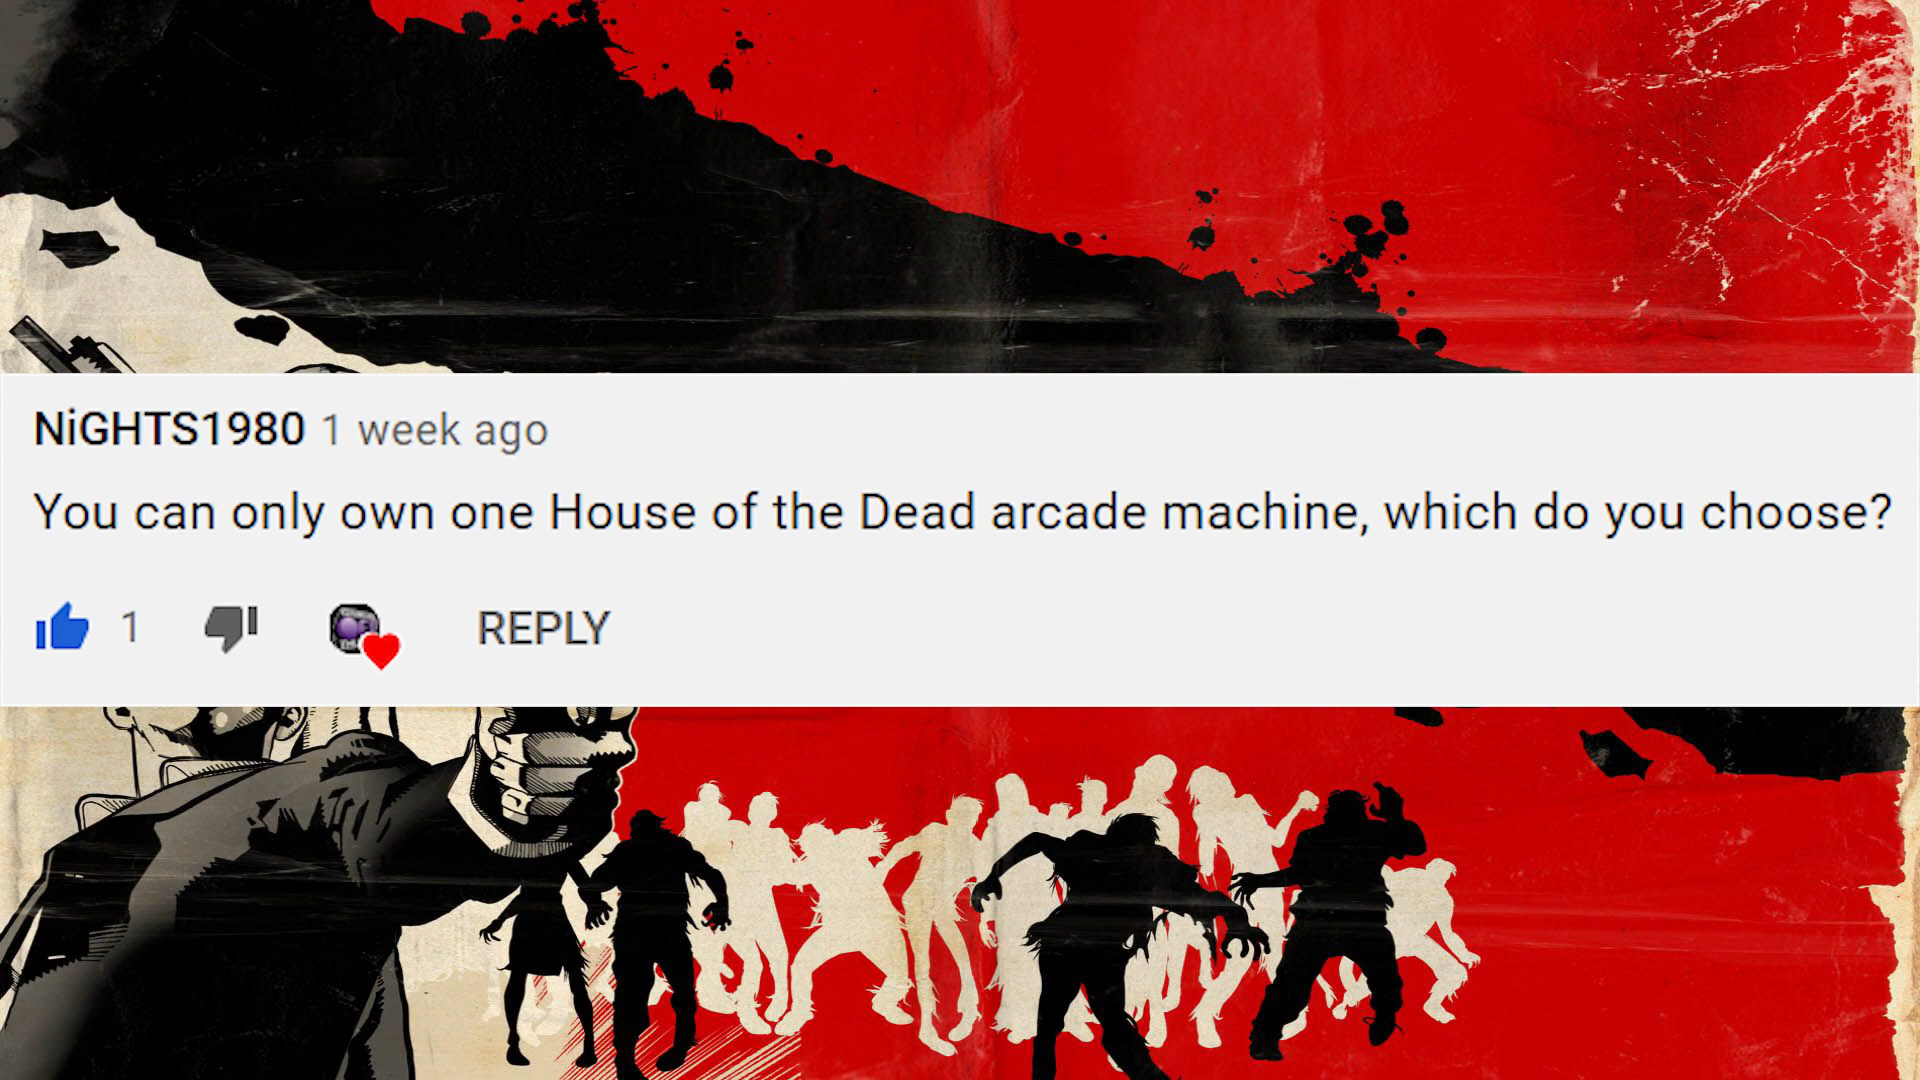 NiGHTS1980 1 week ago
You can only own one House of the Dead arcade machine, which do you choose?
1
REPLY